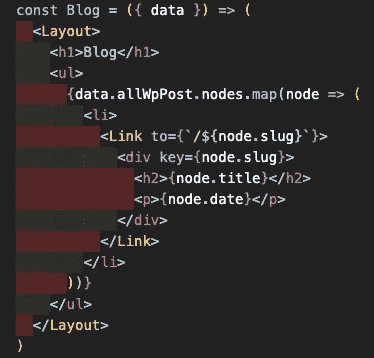 const Blog = ({ data }) => (
  <Layout>
    <h1>Blog</h1>
    <ul>
      {data.allWpPost.nodes.map(node => (
        <li>
          <Link to={`/${node.slug}`}>
            <div key={node.slug}>
              <h2>{node.title}</h2>
              <p>{node.date}</p>
            </div>
          </Link>
        </li>
      ))}
    </ul>
  </Layout>
)